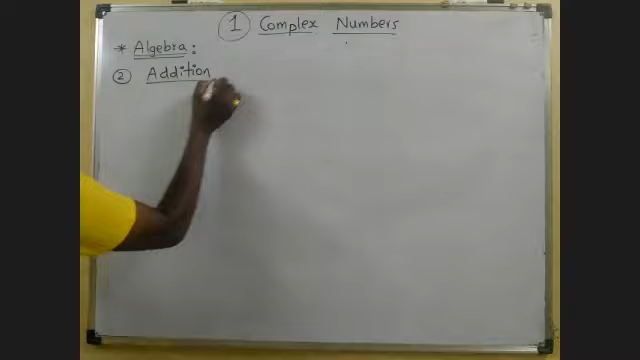 ① Complex Numbers
* Algebra:
② Addition